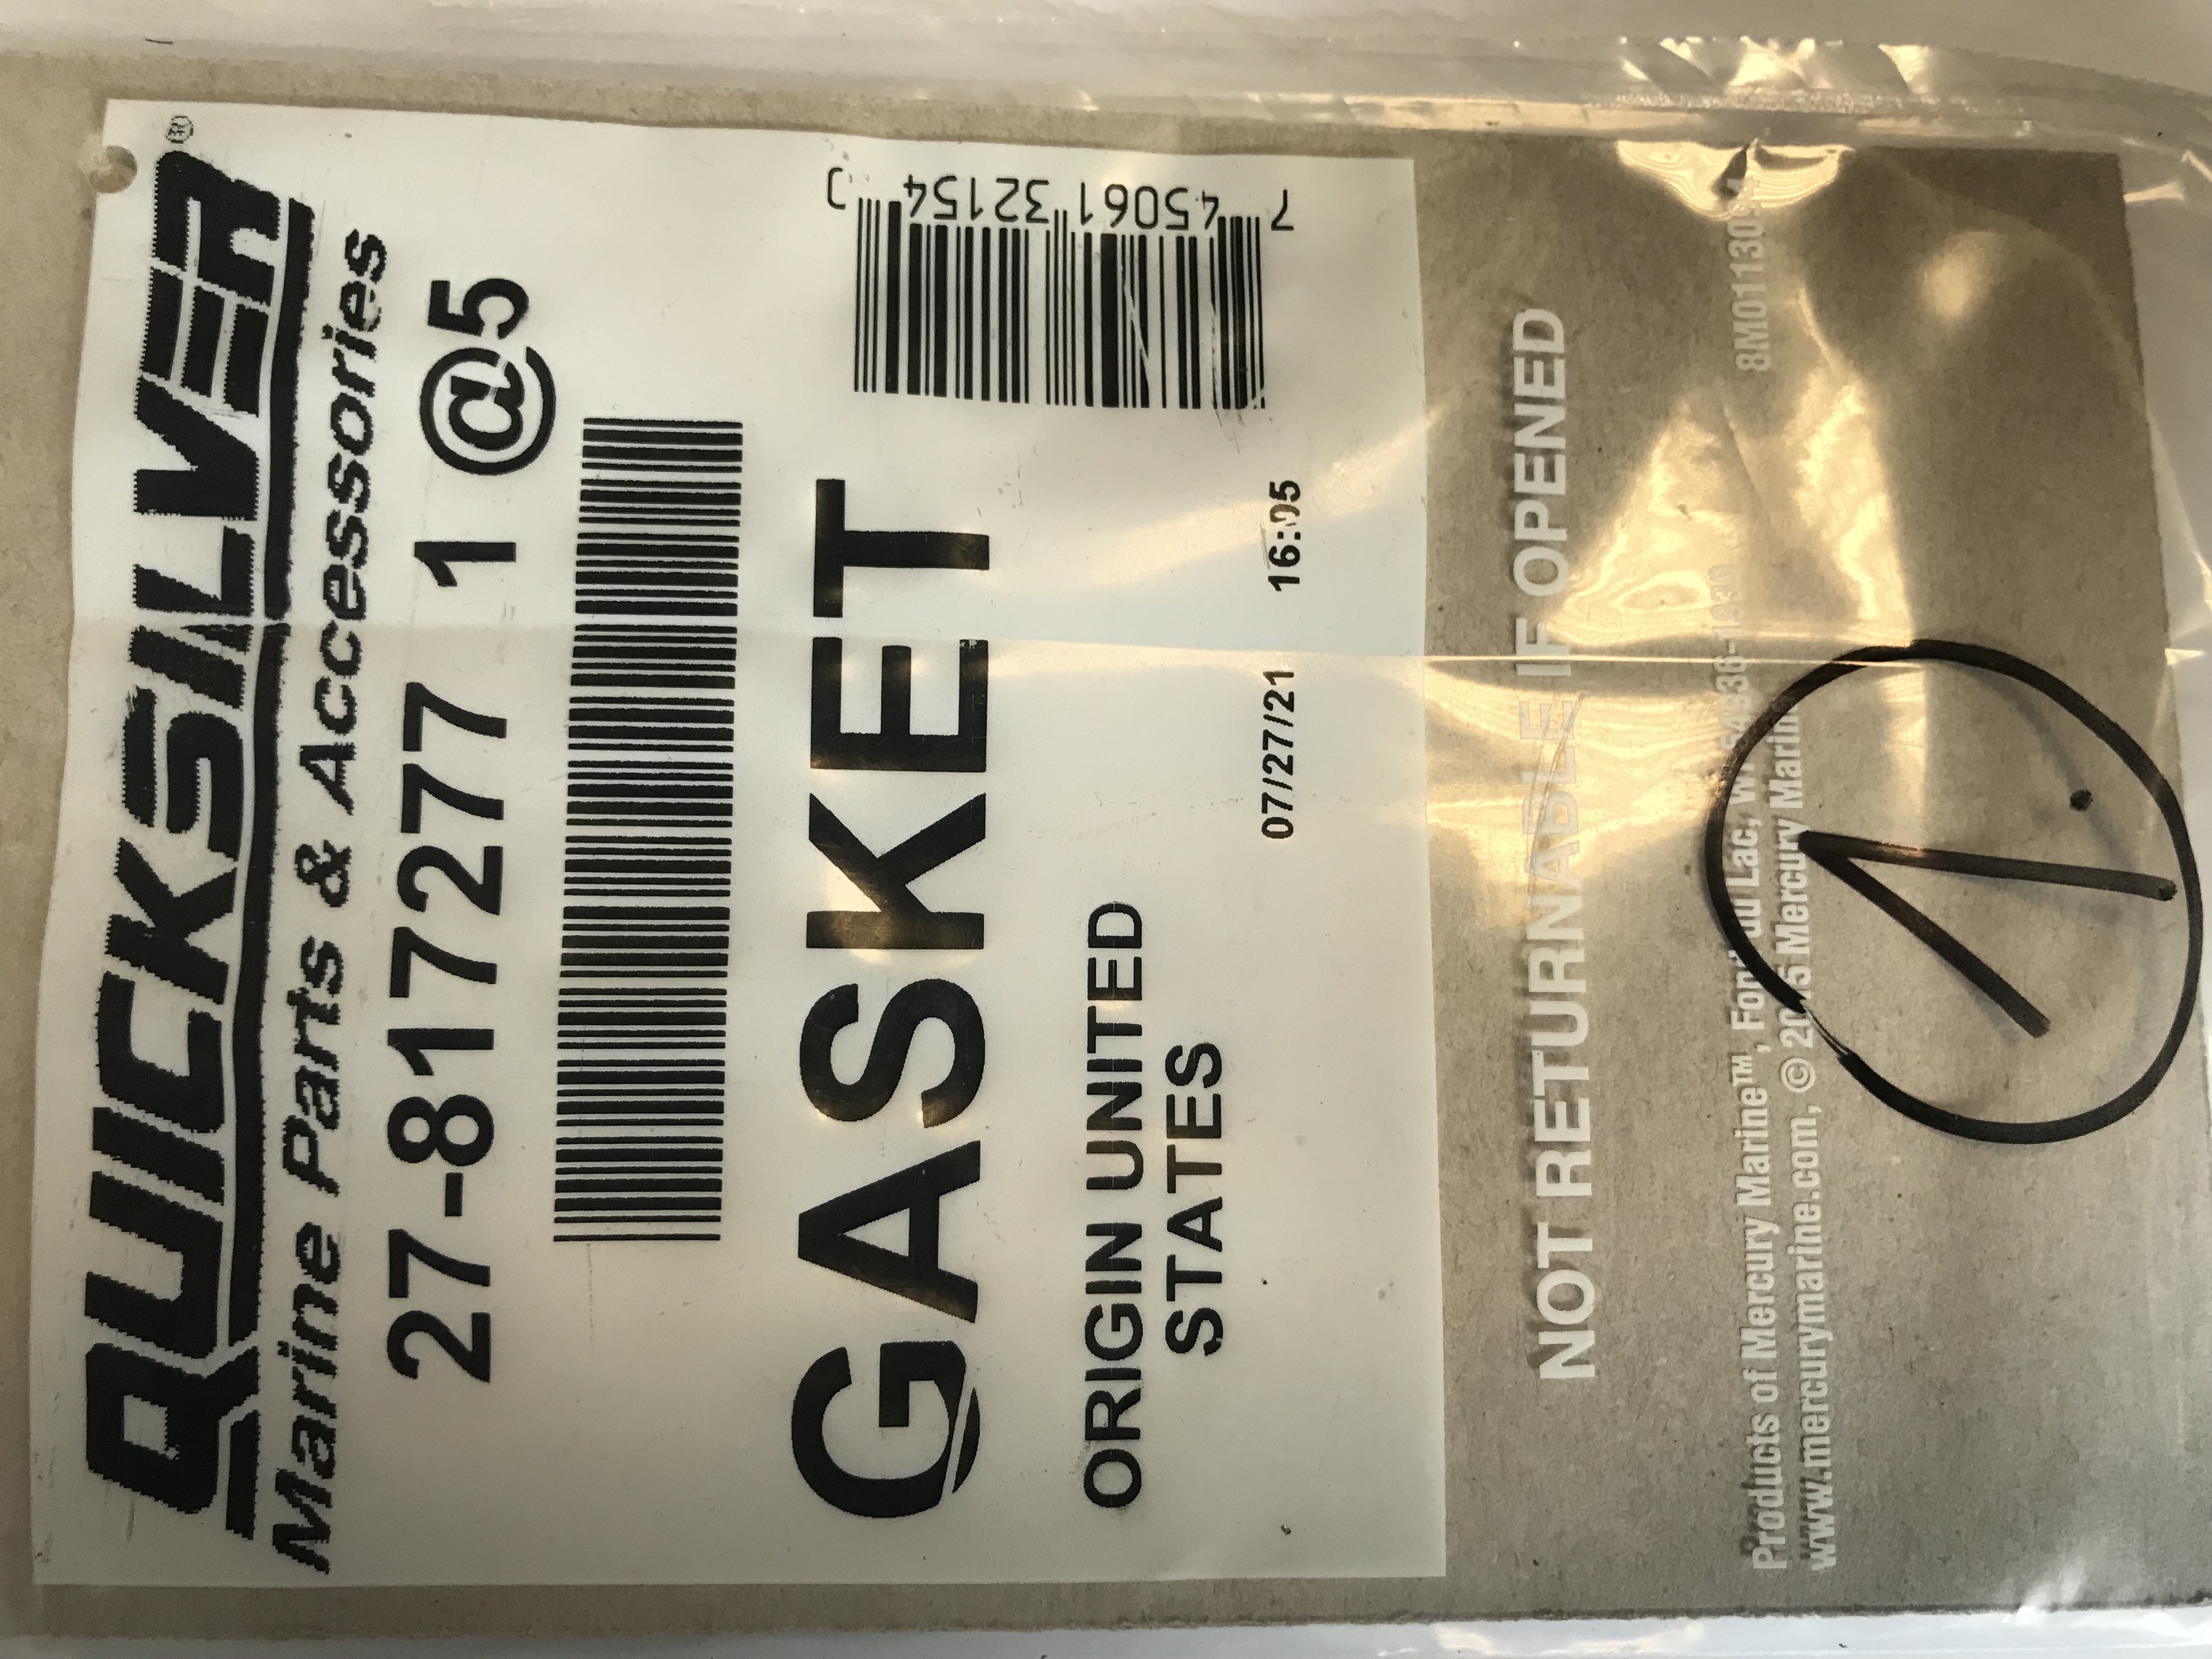 QUICKSILVER®
Marine Parts & Accessories
27-817277 1 @5
GASKET
ORIGIN UNITED
STATES
07/27/21 16:05
7 45061 32154 0
NOT RETURNABLE IF OPENED
Products of Mercury Marine™, Fond du Lac, WI
www.mercurymarine.com, © 2015 Mercury Marine
1